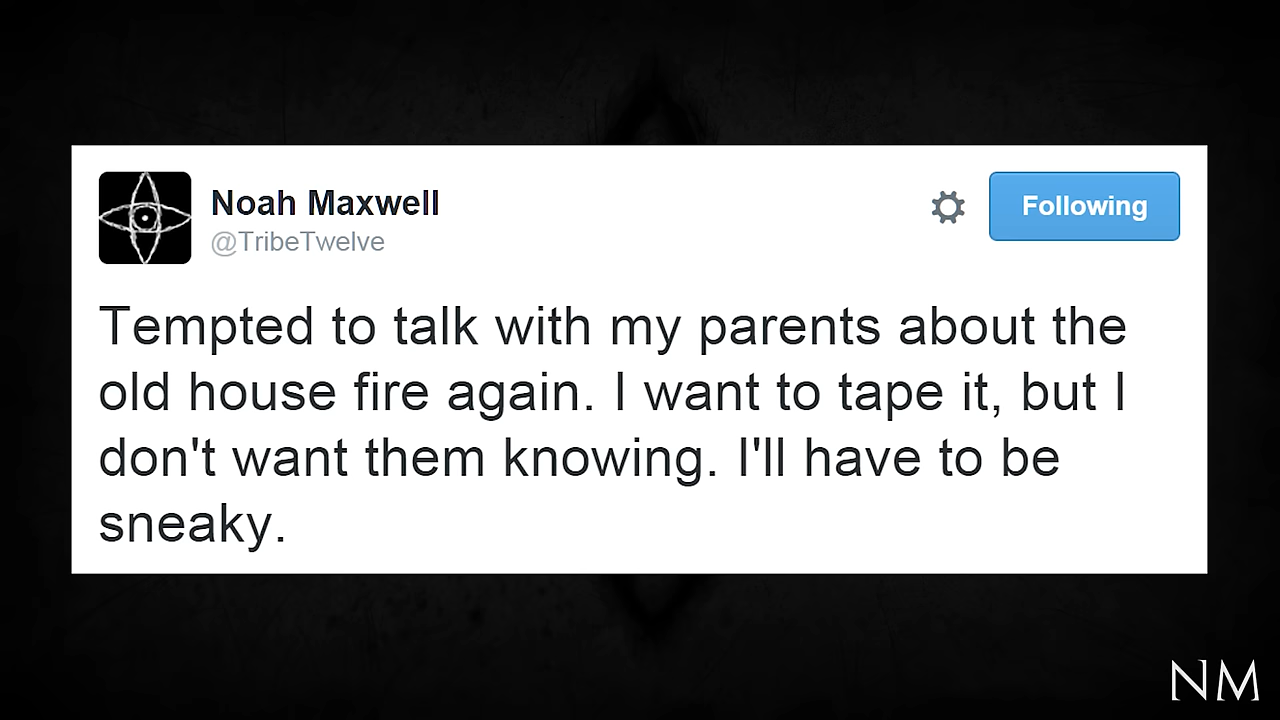 Noah Maxwell
@TribeTwelve
Following
Tempted to talk with my parents about the
old house fire again. I want to tape it, but I
don't want them knowing. I'll have to be
sneaky.
NM